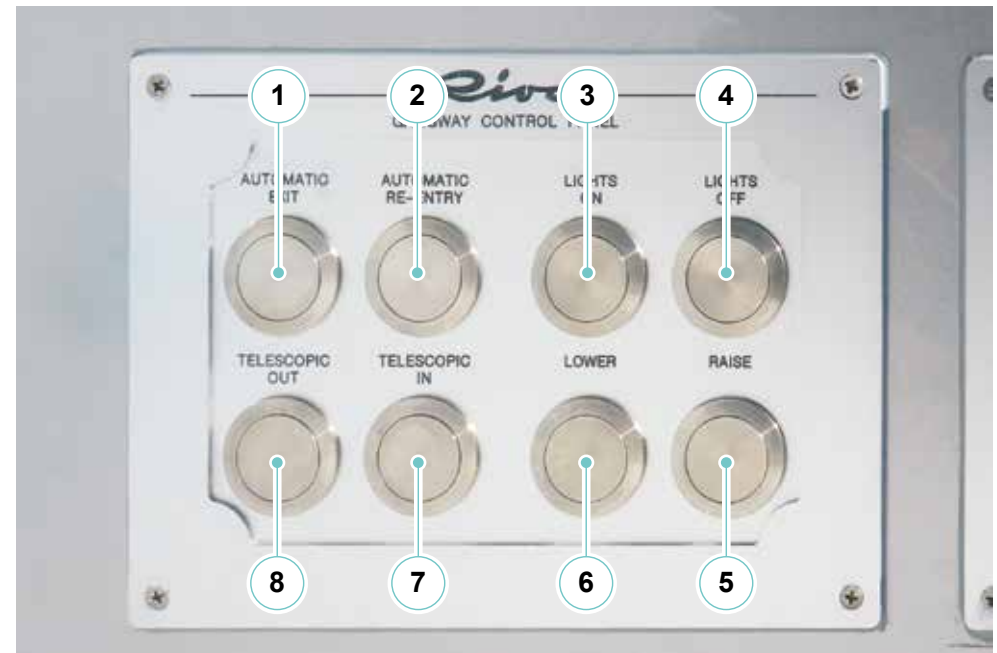 1 2 3 4
Riva
GANGWAY CONTROL PANEL
AUTOMATIC EXIT
AUTOMATIC RE-ENTRY
LIGHTS ON
LIGHTS OFF
TELESCOPIC OUT
TELESCOPIC IN
LOWER
RAISE
8 7 6 5